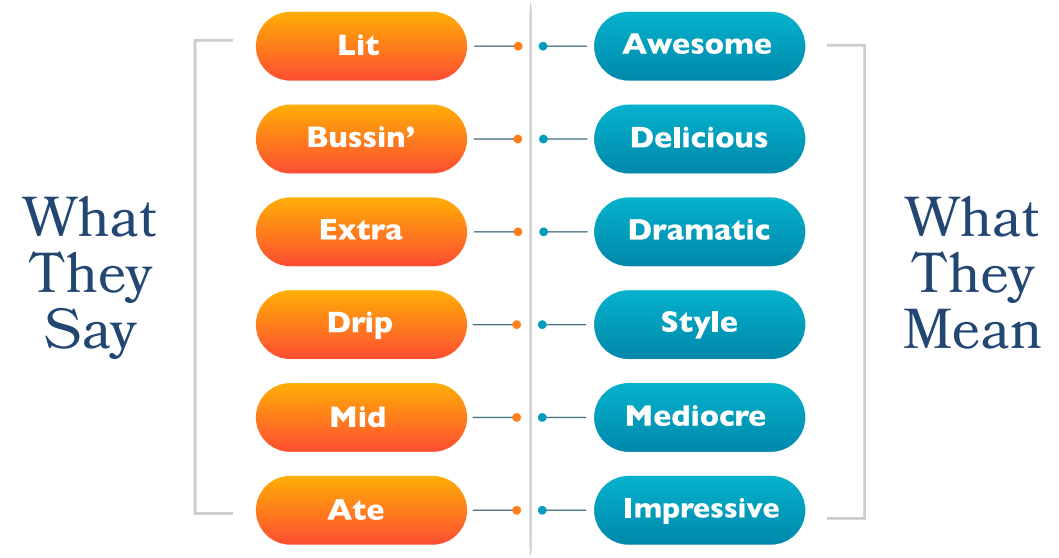 What
They
Say
Lit
Awesome
Bussin’
Delicious
Extra
Dramatic
Drip
Style
Mid
Mediocre
Ate
Impressive
What
They
Mean